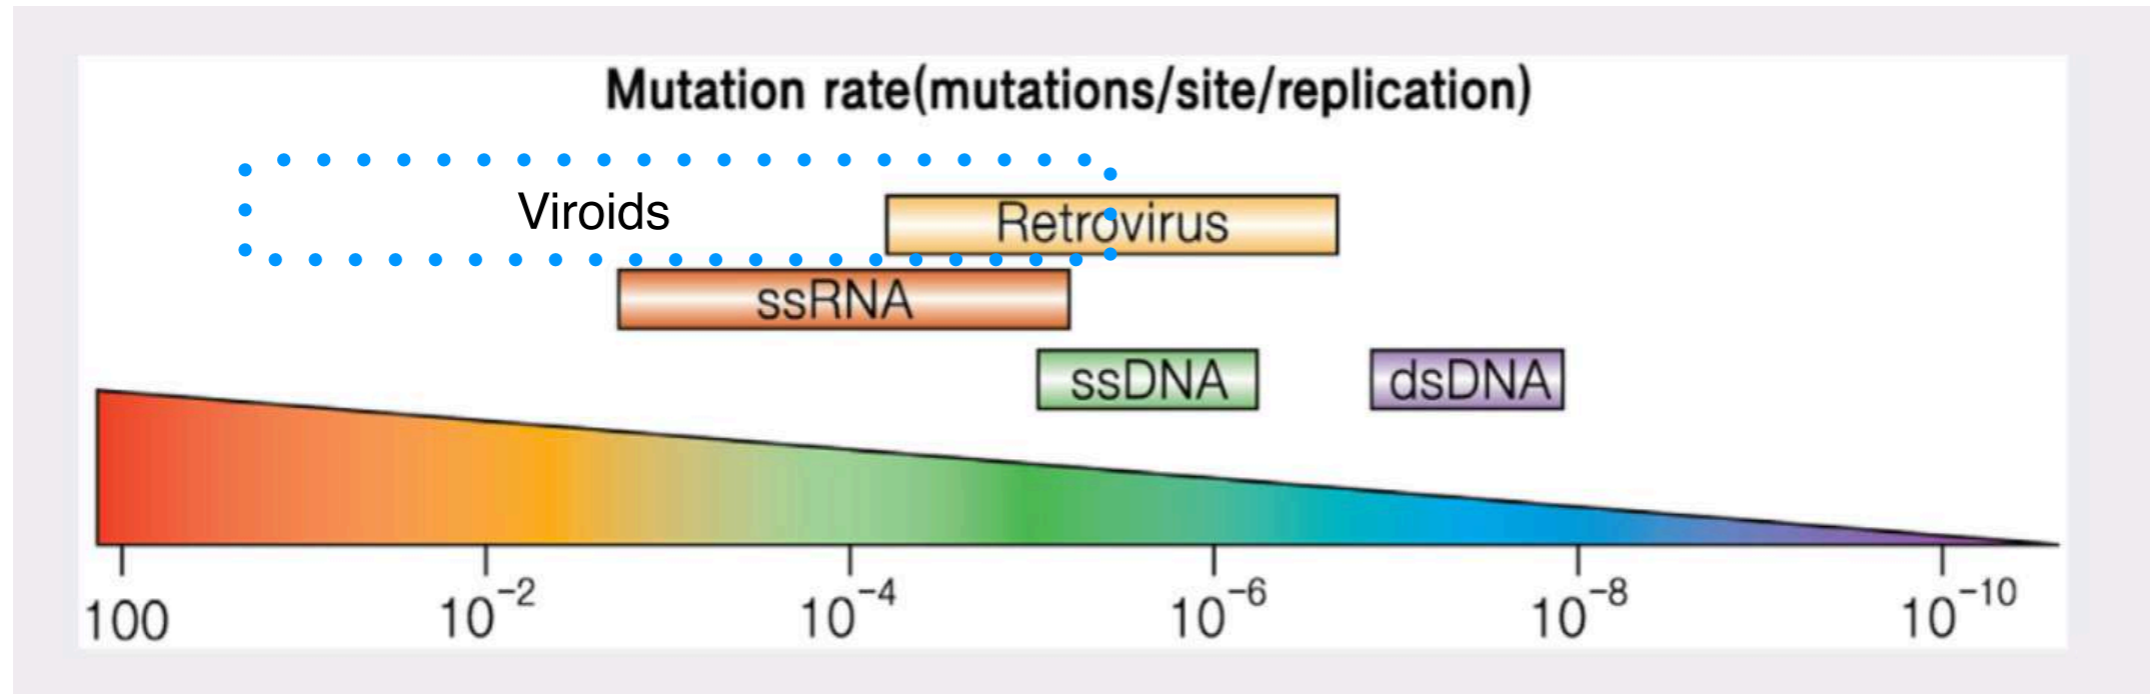 Mutation rate(mutations/site/replication)
Viroids
Retrovirus
ssRNA
ssDNA dsDNA
100 10⁻² 10⁻⁴ 10⁻⁶ 10⁻⁸ 10⁻¹⁰